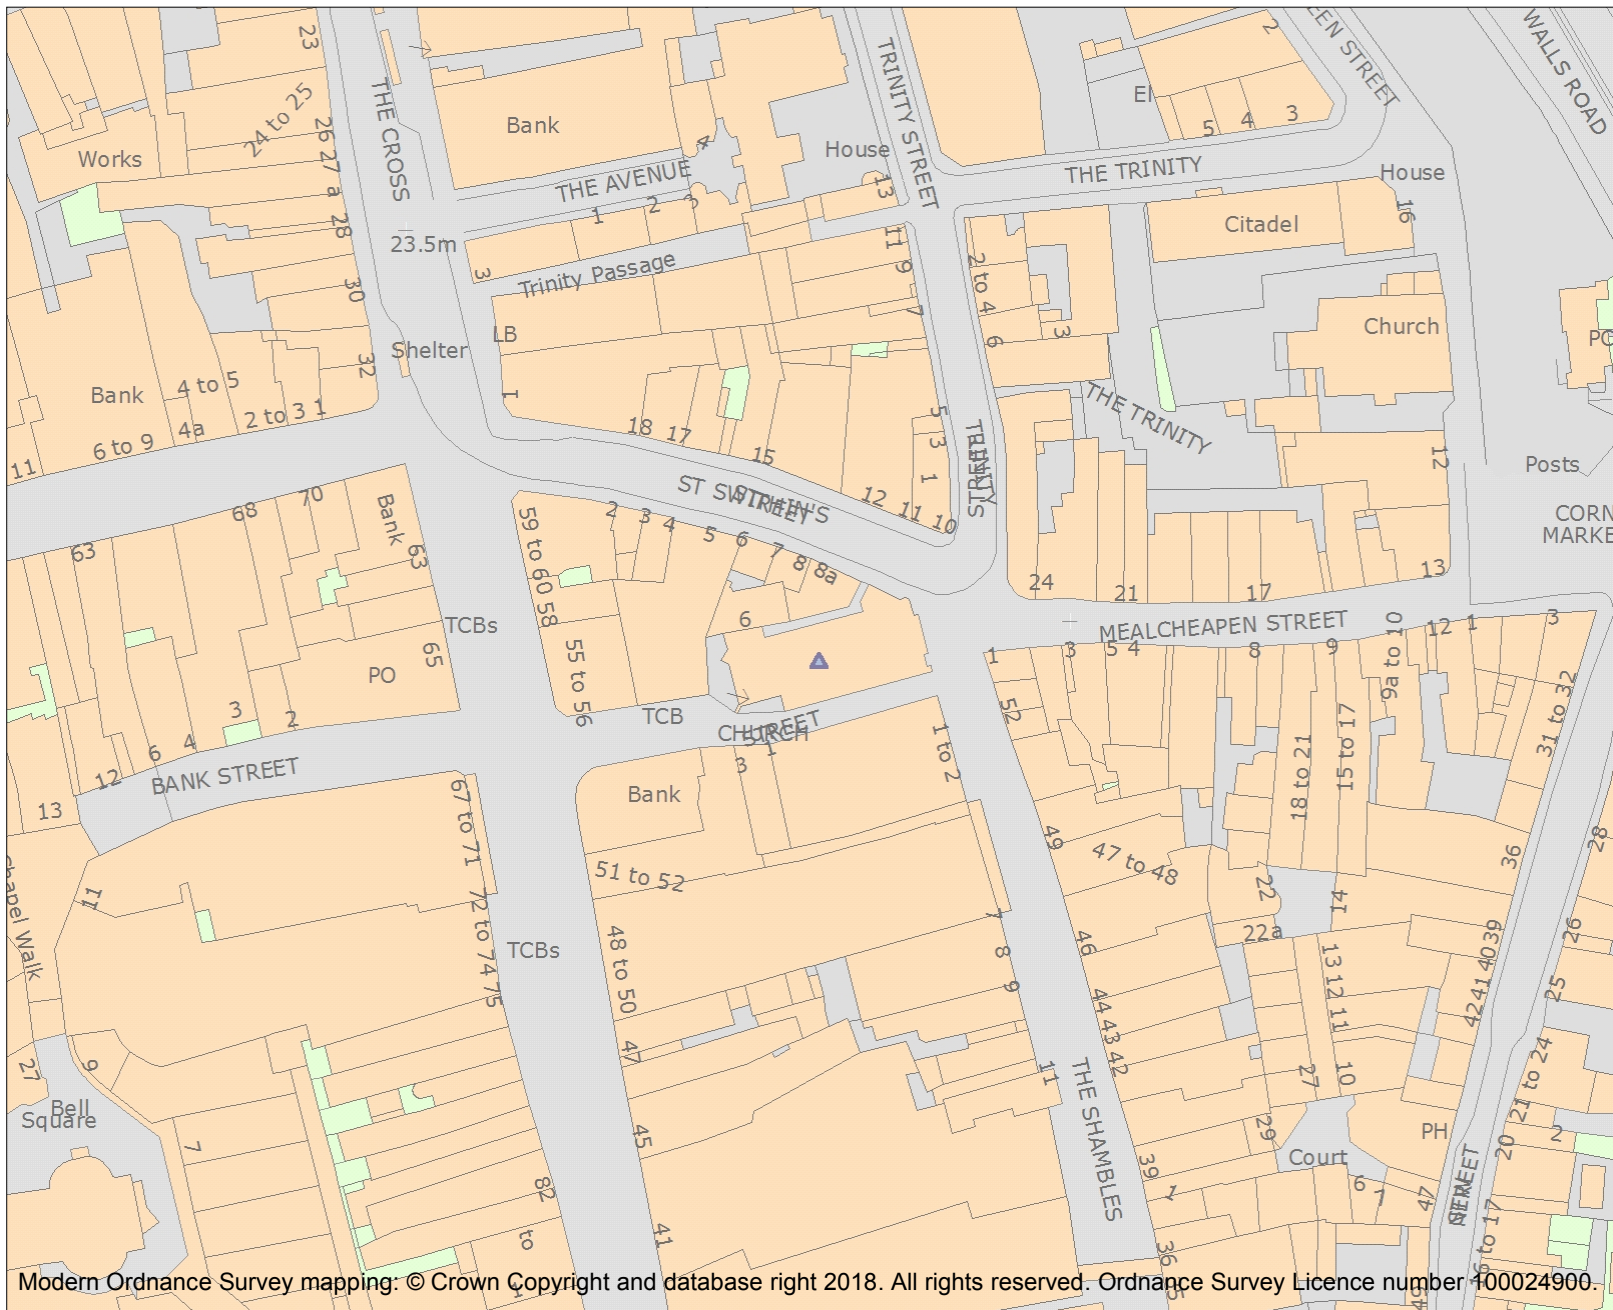 23
THE CROSS
TRINITY STREET
2
WALLS ROAD
24 to 25
Bank
El
5
4
3
26
27
a
28
Works
4
House
THE AVENUE
THE TRINITY
House
13
16
1
2
3
Citadel
23.5m
11
9
7
2 to 4
6
3
Trinity Passage
3
30
32
LB
Shelter
Church
Bank
4 to 5
1
THE TRINITY
6 to 9
4a
2 to 3
1
11
18
17
15
5
3
1
12
11
10
TRINITY
STREET
12
Posts
ST SWITHIN'S
STREET
68
70
Bank
63
63
59 to 60
58
2
3
4
5
6
7
8
8a
24
21
17
13
TCBs
6
MEALCHEAPEN STREET
65
55 to 56
1
3
5
4
8
9
9a to 10
12
1
3
PO
TCB
CHURCH
STREET
52
31 to 32
3
2
6
4
12
BANK STREET
13
1
3
1 to 2
18 to 21
15 to 17
Bank
67 to 71
49
47 to 48
36
28
51 to 52
11
Chapel Walk
72 to 74
75
TCBs
48 to 50
7
8
9
46
22
14
22a
39
40
41
42
26
25
13
12
11
44
43
42
47
11
27
10
21 to 24
27
9
Bell
Square
7
45
THE SHAMBLES
29
PH
20
2
Court
39
1
6
7
47
NEW
STREET
82
to
41
36
16 to 17
1
Modern Ordnance Survey mapping: © Crown Copyright and database right 2018. All rights reserved. Ordnance Survey Licence number 100024900.